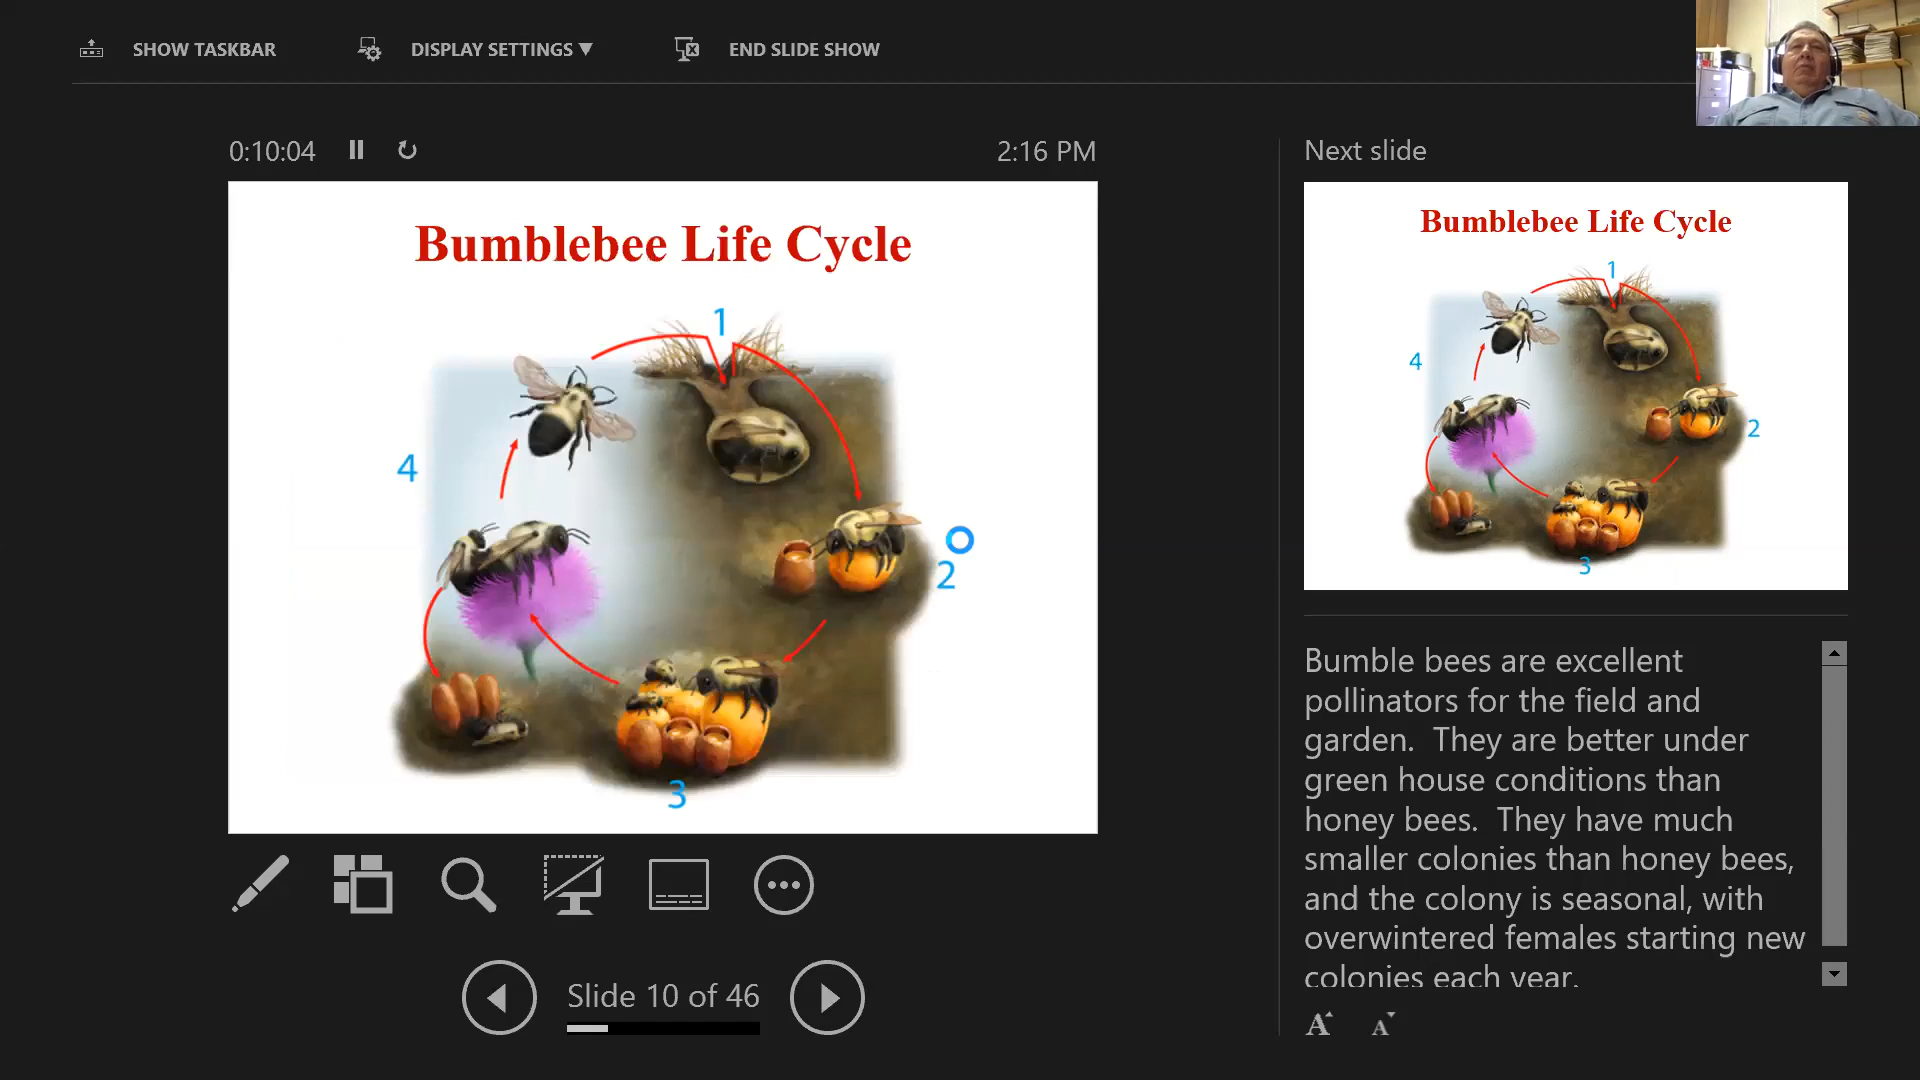 SHOW TASKBAR
DISPLAY SETTINGS ▼
END SLIDE SHOW
0:10:04
2:16 PM
Bumblebee Life Cycle
1
4
2
3
Slide 10 of 46
Next slide
Bumblebee Life Cycle
1
4
2
3
Bumble bees are excellent
pollinators for the field and
garden. They are better under
green house conditions than
honey bees. They have much
smaller colonies than honey bees,
and the colony is seasonal, with
overwintered females starting new
colonies each year.
A A